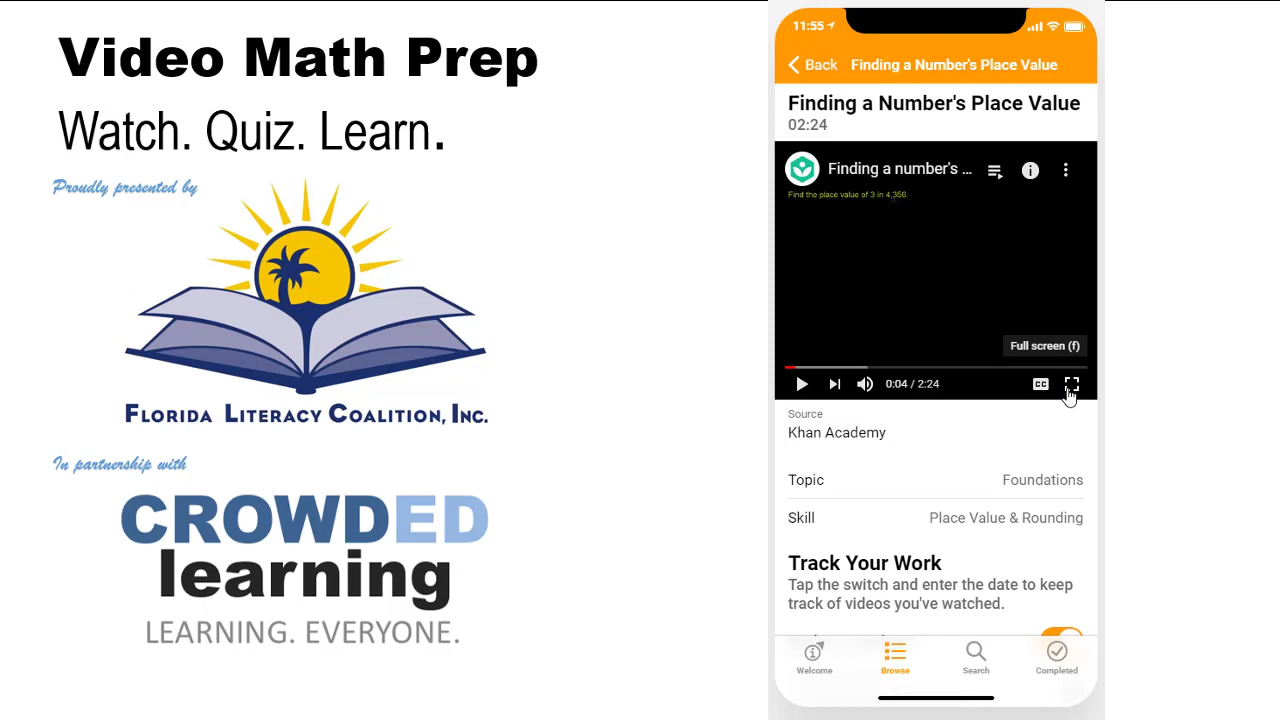 Video Math Prep
Watch. Quiz. Learn.
Proudly presented by
FLORIDA LITERACY COALITION, INC.
In partnership with
CROWDED
learning
LEARNING. EVERYONE.
11:55
Back Finding a Number's Place Value
Finding a Number's Place Value
02:24
Finding a number's ...
Find the place value of 3 in 4,356.
Full screen (f)
0:04 / 2:24 CC
Source
Khan Academy
Topic Foundations
Skill Place Value & Rounding
Track Your Work
Tap the switch and enter the date to keep
track of videos you've watched.
Welcome Browse Search Completed